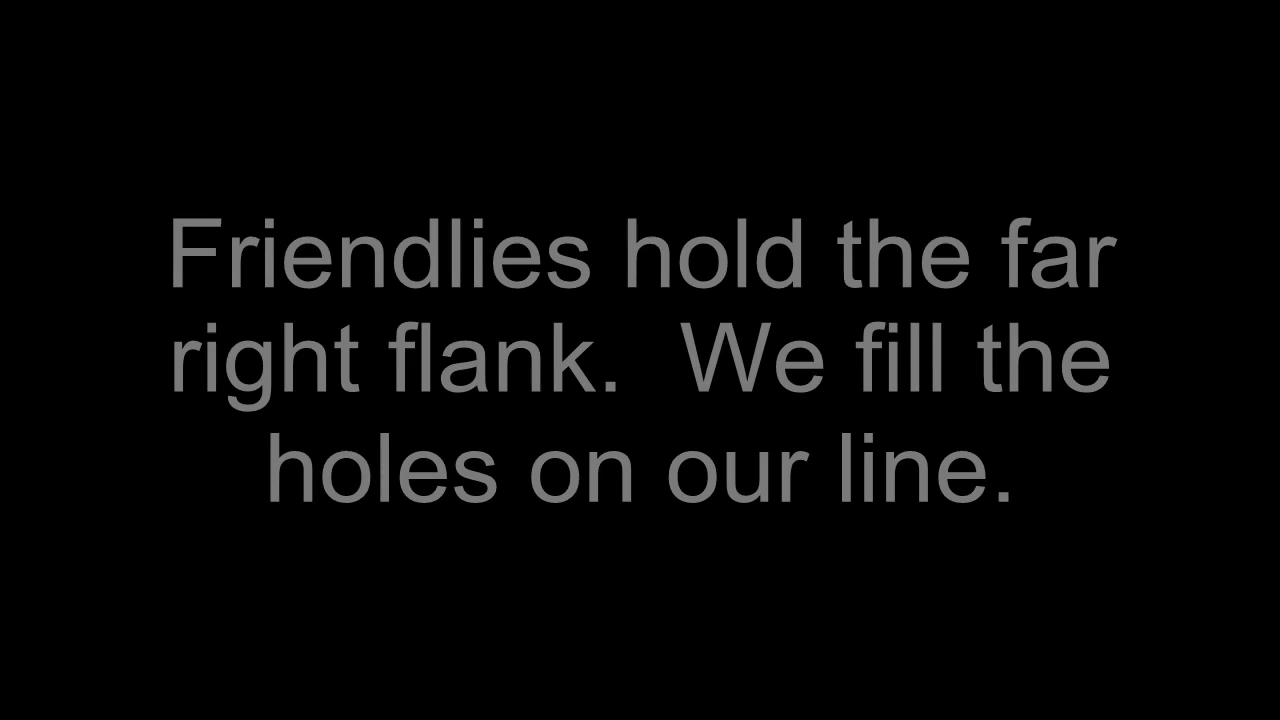 Friendlies hold the far
right flank.  We fill the
holes on our line.